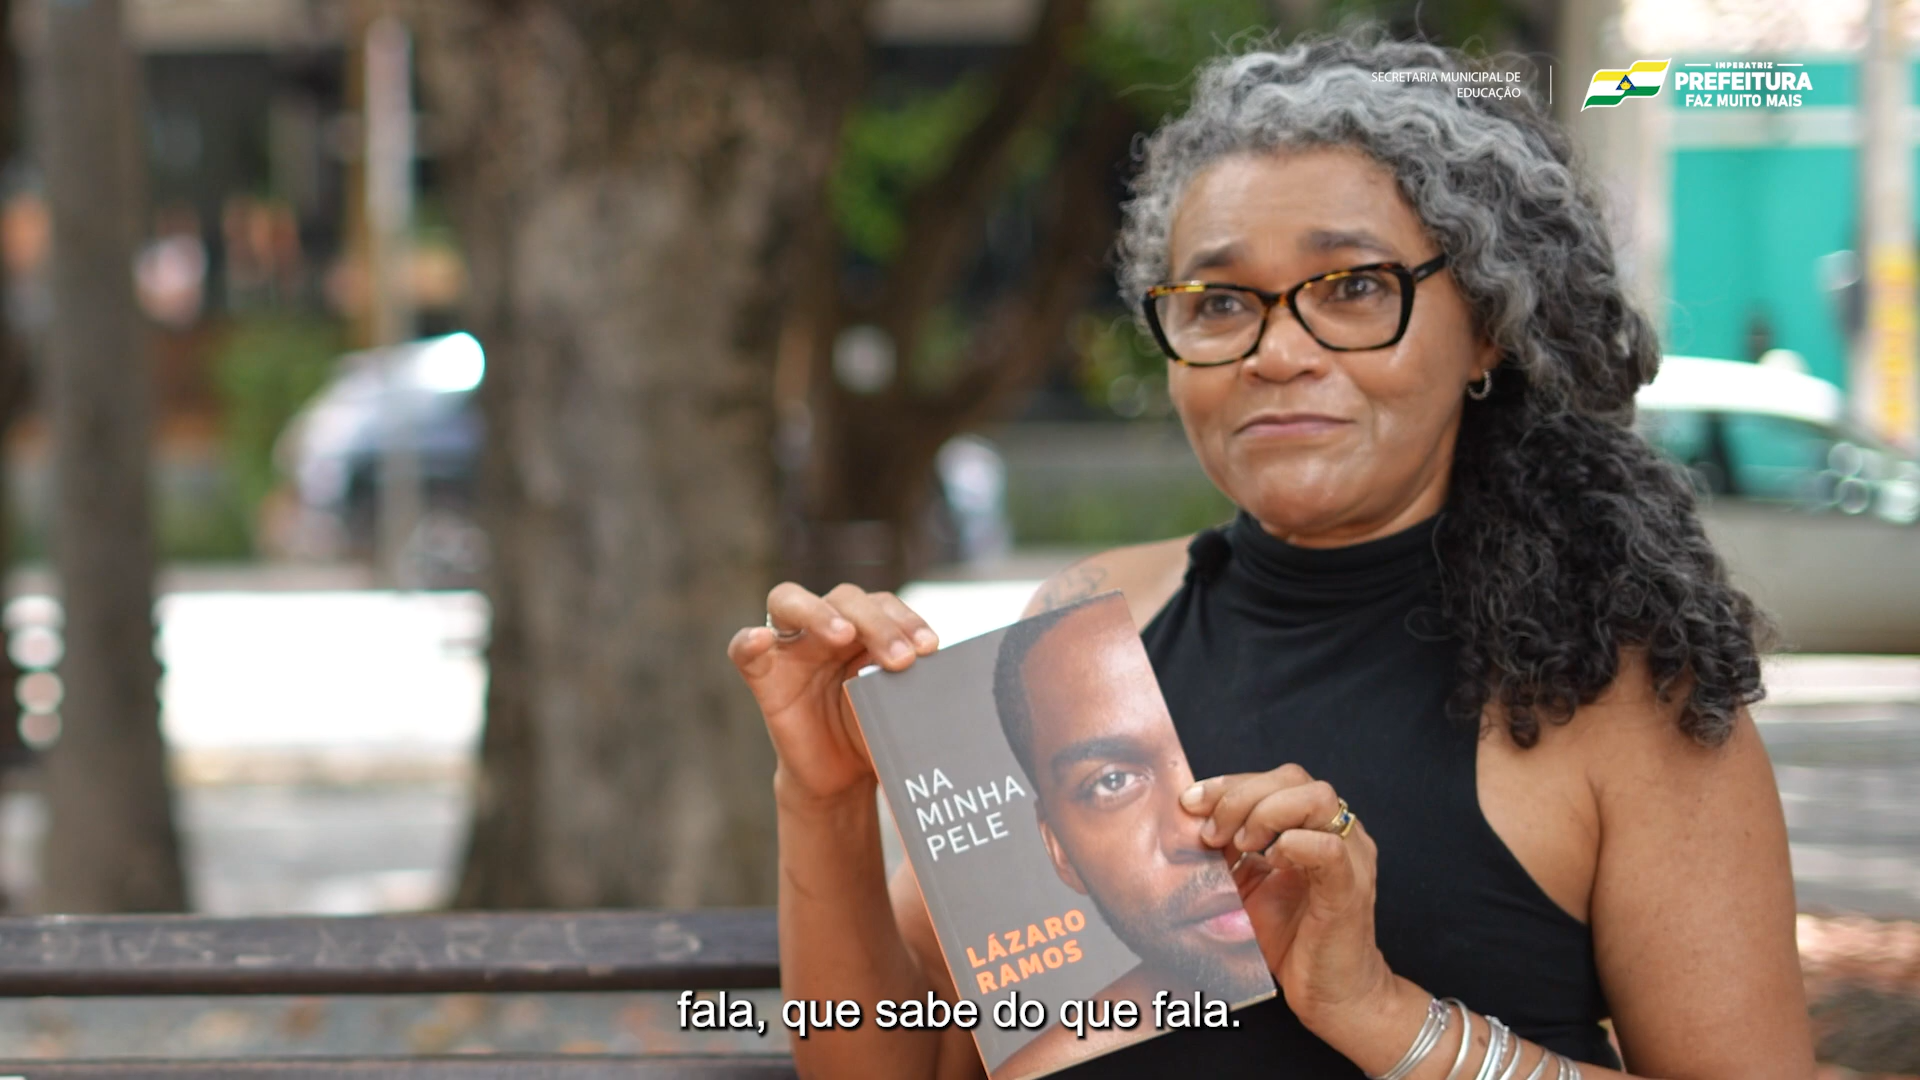 SECRETARIA MUNICIPAL DE
EDUCAÇÃO
IMPERATRIZ
PREFEITURA
FAZ MUITO MAIS
NA
MINHA
PELE
LÁZARO
RAMOS
fala, que sabe do que fala.